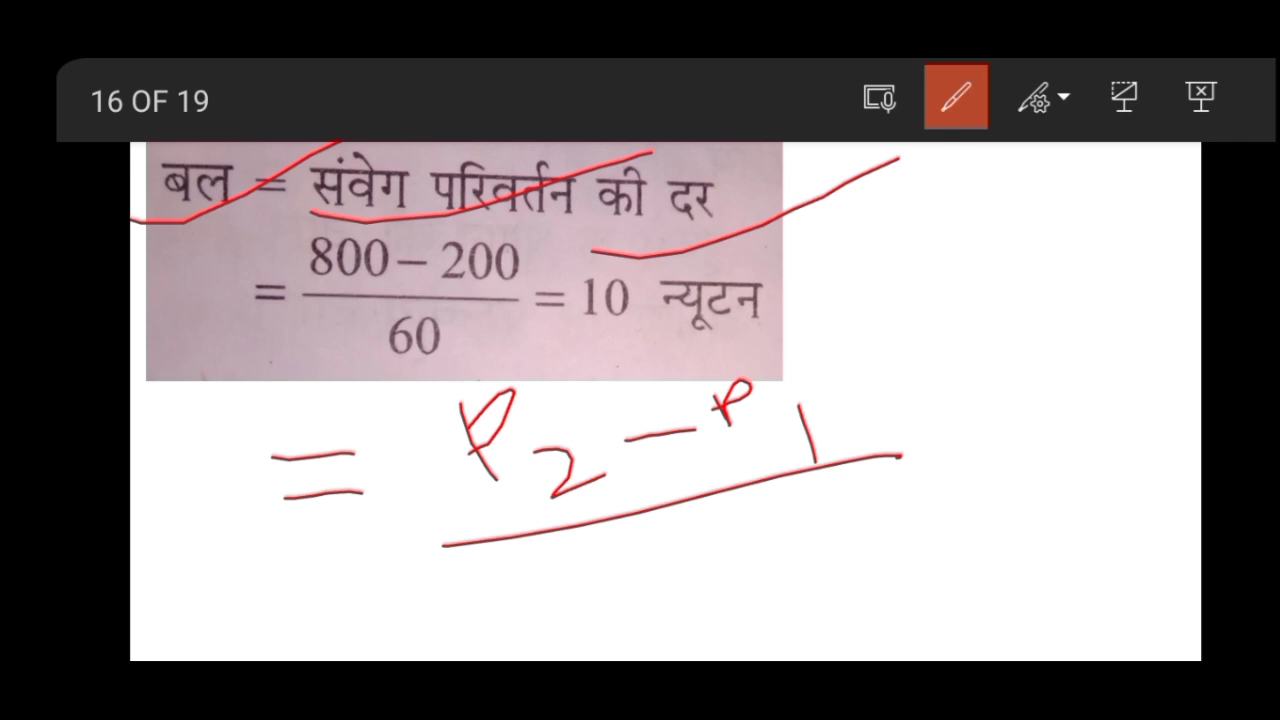 16 OF 19
बल = संवेग परिवर्तन की दर
= 800 – 200 / 60 = 10 न्यूटन
= P2 – P1